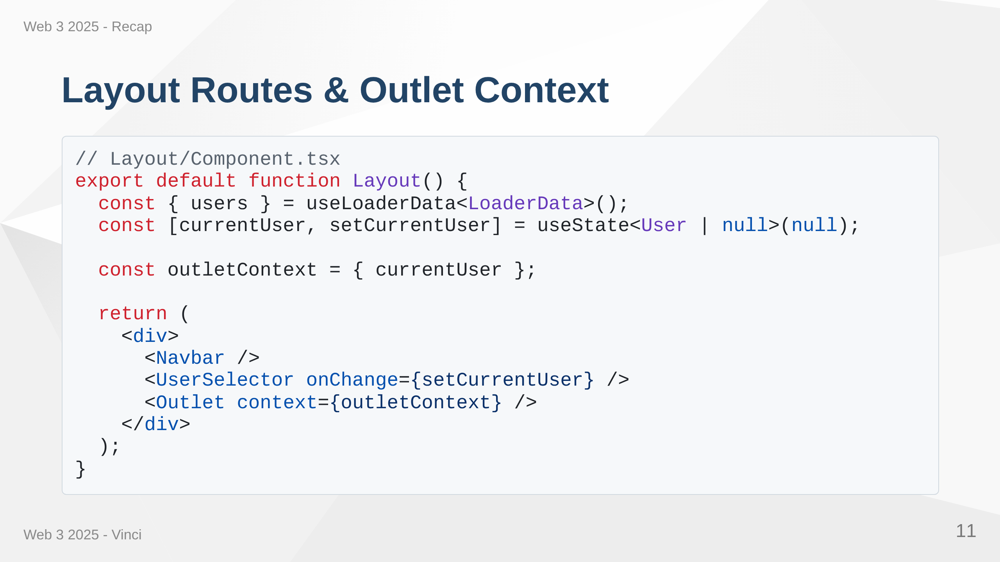 Web 3 2025 - Recap
Layout Routes & Outlet Context
// Layout/Component.tsx
export default function Layout() {
  const { users } = useLoaderData<LoaderData>();
  const [currentUser, setCurrentUser] = useState<User | null>(null);

  const outletContext = { currentUser };

  return (
    <div>
      <Navbar />
      <UserSelector onChange={setCurrentUser} />
      <Outlet context={outletContext} />
    </div>
  );
}
Web 3 2025 - Vinci
11